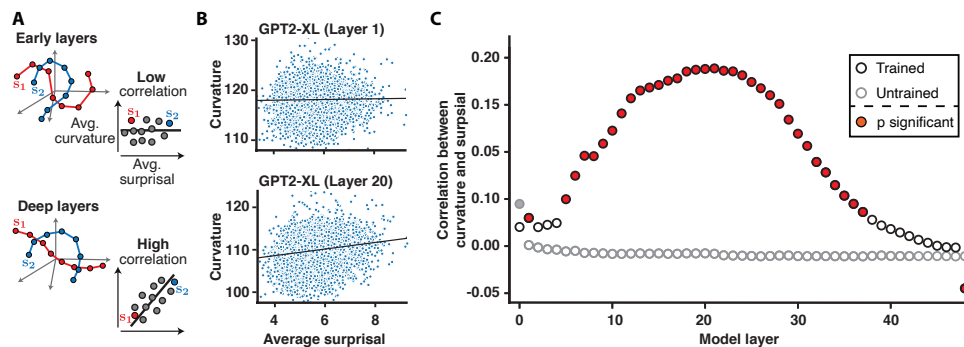 A
Early layers
S1
S2
Low
correlation
S1
S2
Avg.
curvature
Avg.
surprisal
Deep layers
S1
S2
High
correlation
S1
S2
B
GPT2-XL (Layer 1)
130
120
110
Curvature
GPT2-XL (Layer 20)
120
110
100
Curvature
4
6
8
Average surprisal
C
0.20
0.15
0.05
0.10
0.00
-0.05
Correlation between
curvature and surpsial
0
10
20
30
40
Model layer
Trained
Untrained
p significant